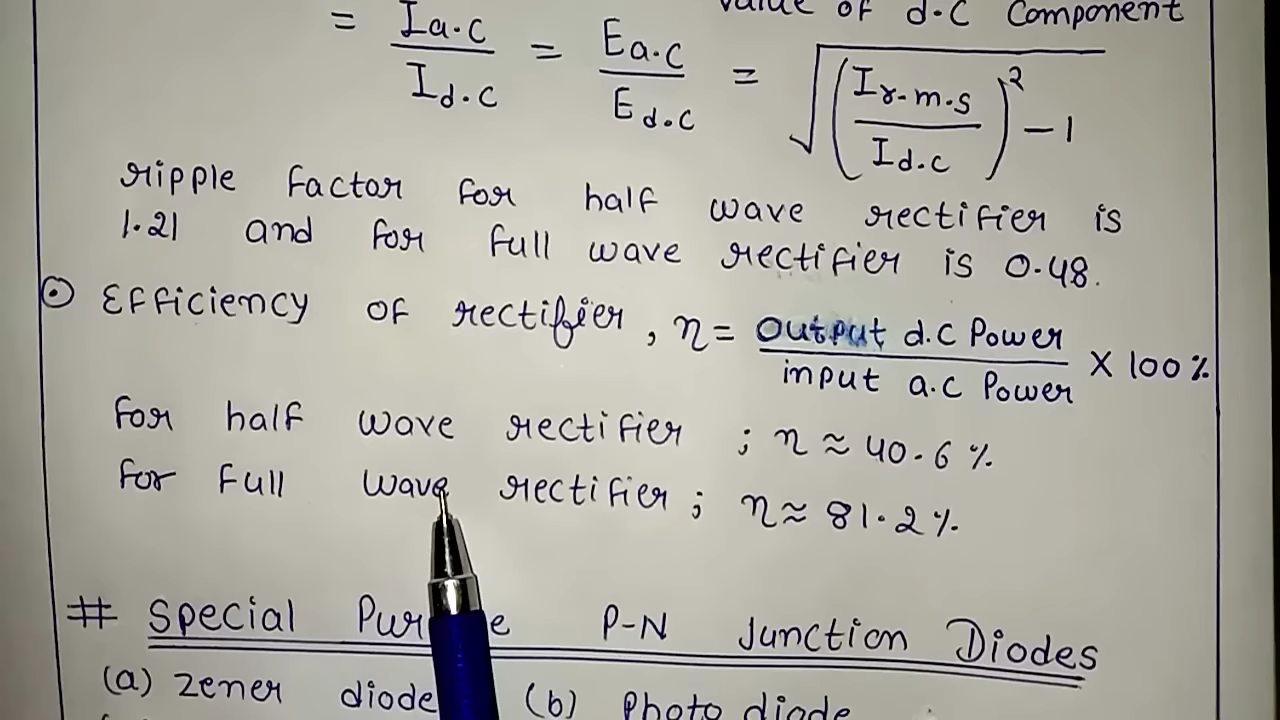 value of d.c component
= Ia.c / Id.c = Ea.c / Ed.c = √((Ir.m.s / Id.c)² - 1)
ripple factor for half wave rectifier is
1.21 and for full wave rectifier is 0.48.
Efficiency of rectifier, η = output d.c Power / input a.c Power × 100%
for half wave rectifier ; η ≈ 40.6 %
for full wave rectifier ; η ≈ 81.2 %
# Special P-N Junction Diodes
(a) zener diode (b) Photo diode